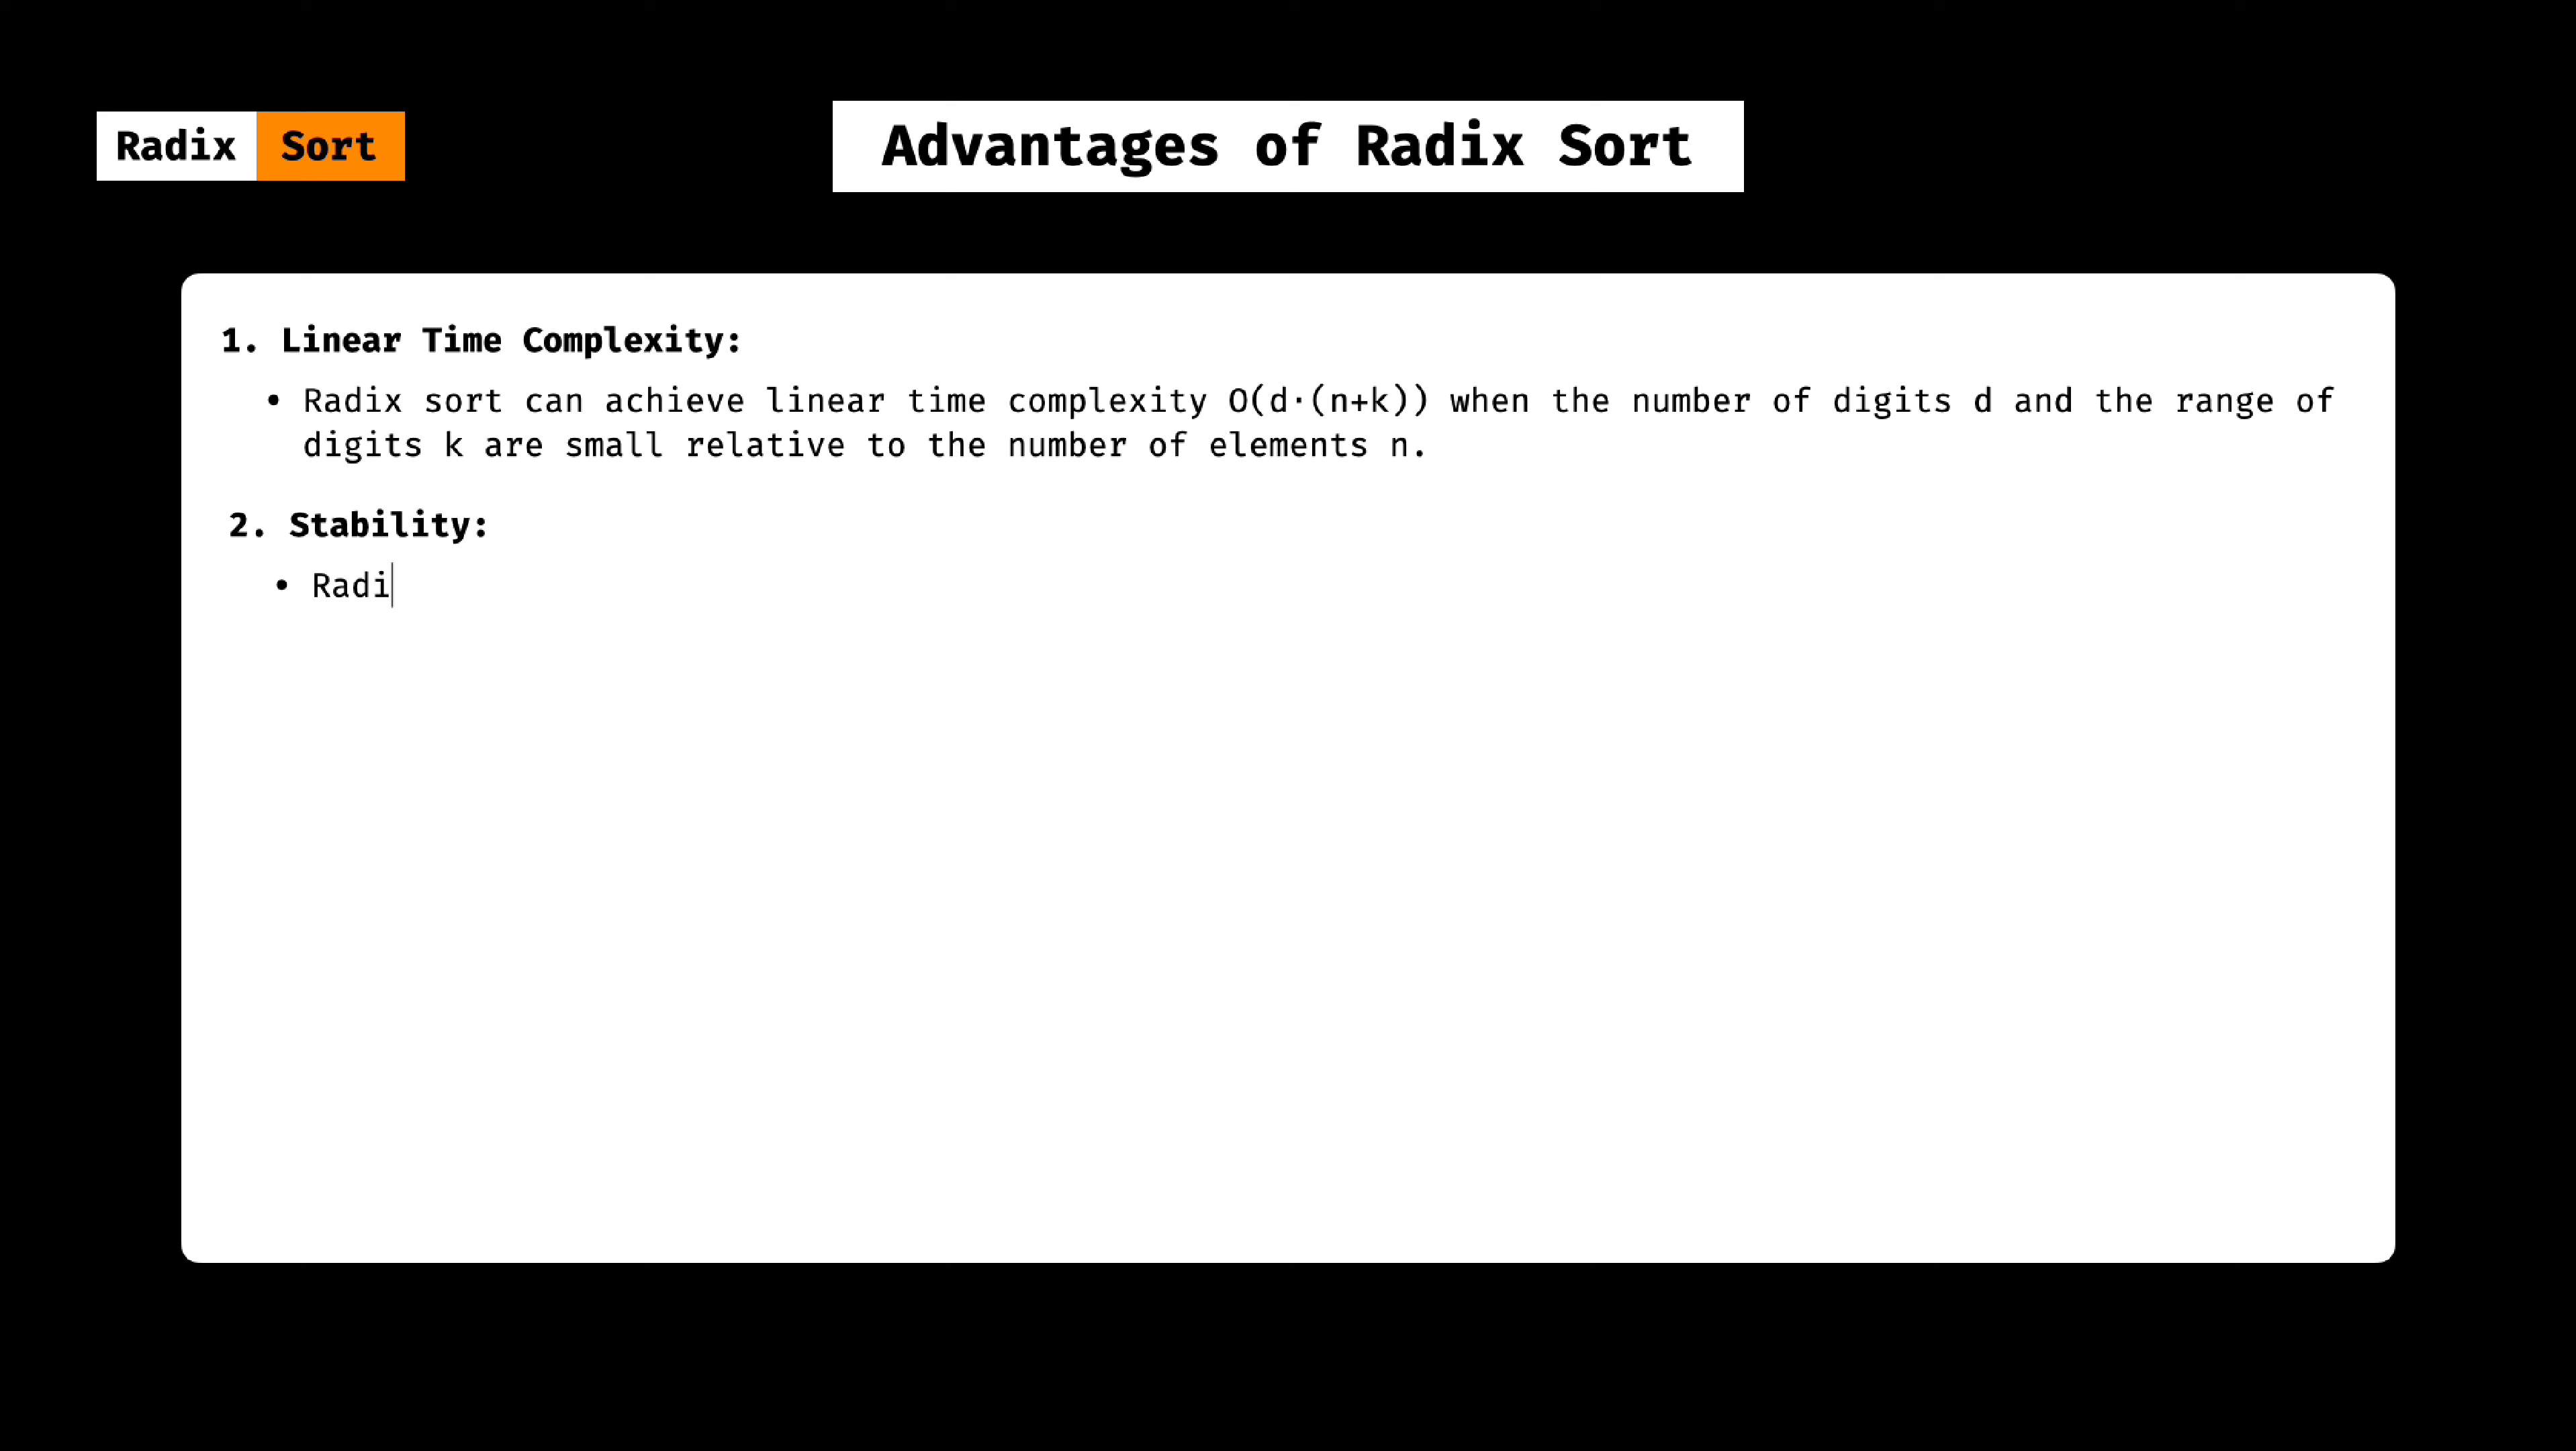 Radix Sort
Advantages of Radix Sort
1. Linear Time Complexity:
• Radix sort can achieve linear time complexity O(d·(n+k)) when the number of digits d and the range of
digits k are small relative to the number of elements n.
2. Stability:
• Radi